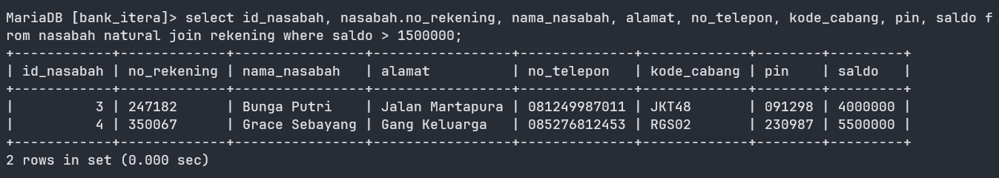 MariaDB [bank_itera]> select id_nasabah, nasabah.no_rekening, nama_nasabah, alamat, no_telepon, kode_cabang, pin, saldo f
rom nasabah natural join rekening where saldo > 1500000;
+------------+-------------+----------------+-----------------+--------------+-------------+--------+---------+
| id_nasabah | no_rekening | nama_nasabah   | alamat          | no_telepon   | kode_cabang | pin    | saldo   |
+------------+-------------+----------------+-----------------+--------------+-------------+--------+---------+
|          3 | 247182      | Bunga Putri    | Jalan Martapura | 081249987011 | JKT48       | 091298 | 4000000 |
|          4 | 350067      | Grace Sebayang | Gang Keluarga   | 085276812453 | RGS02       | 230987 | 5500000 |
+------------+-------------+----------------+-----------------+--------------+-------------+--------+---------+
2 rows in set (0.000 sec)